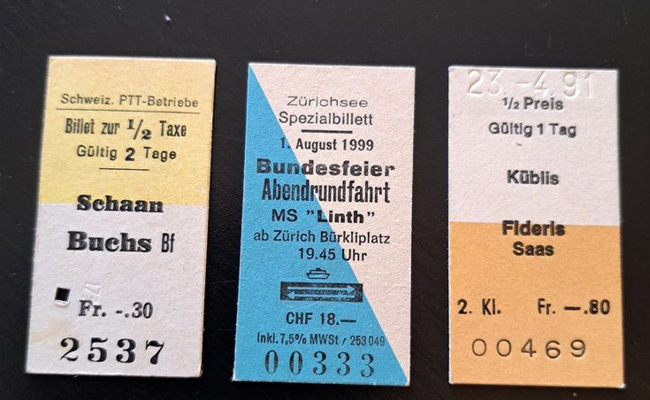 Schweiz. PTT-Betriebe
Billet zur 1/2 Taxe
Gültig 2 Tage
Schaan
Buchs Bf
Fr. -.30
2537
Zürichsee
Spezialbillett
1. August 1999
Bundesfeier
Abendrundfahrt
MS "Linth"
ab Zürich Bürkliplatz
19.45 Uhr
CHF 18.—
Inkl. 7,5% MWSt / 253049
00333
23.-4.91
1/2 Preis
Gültig 1 Tag
Küblis
Fideris
Saas
2. Kl. Fr. —.80
00469